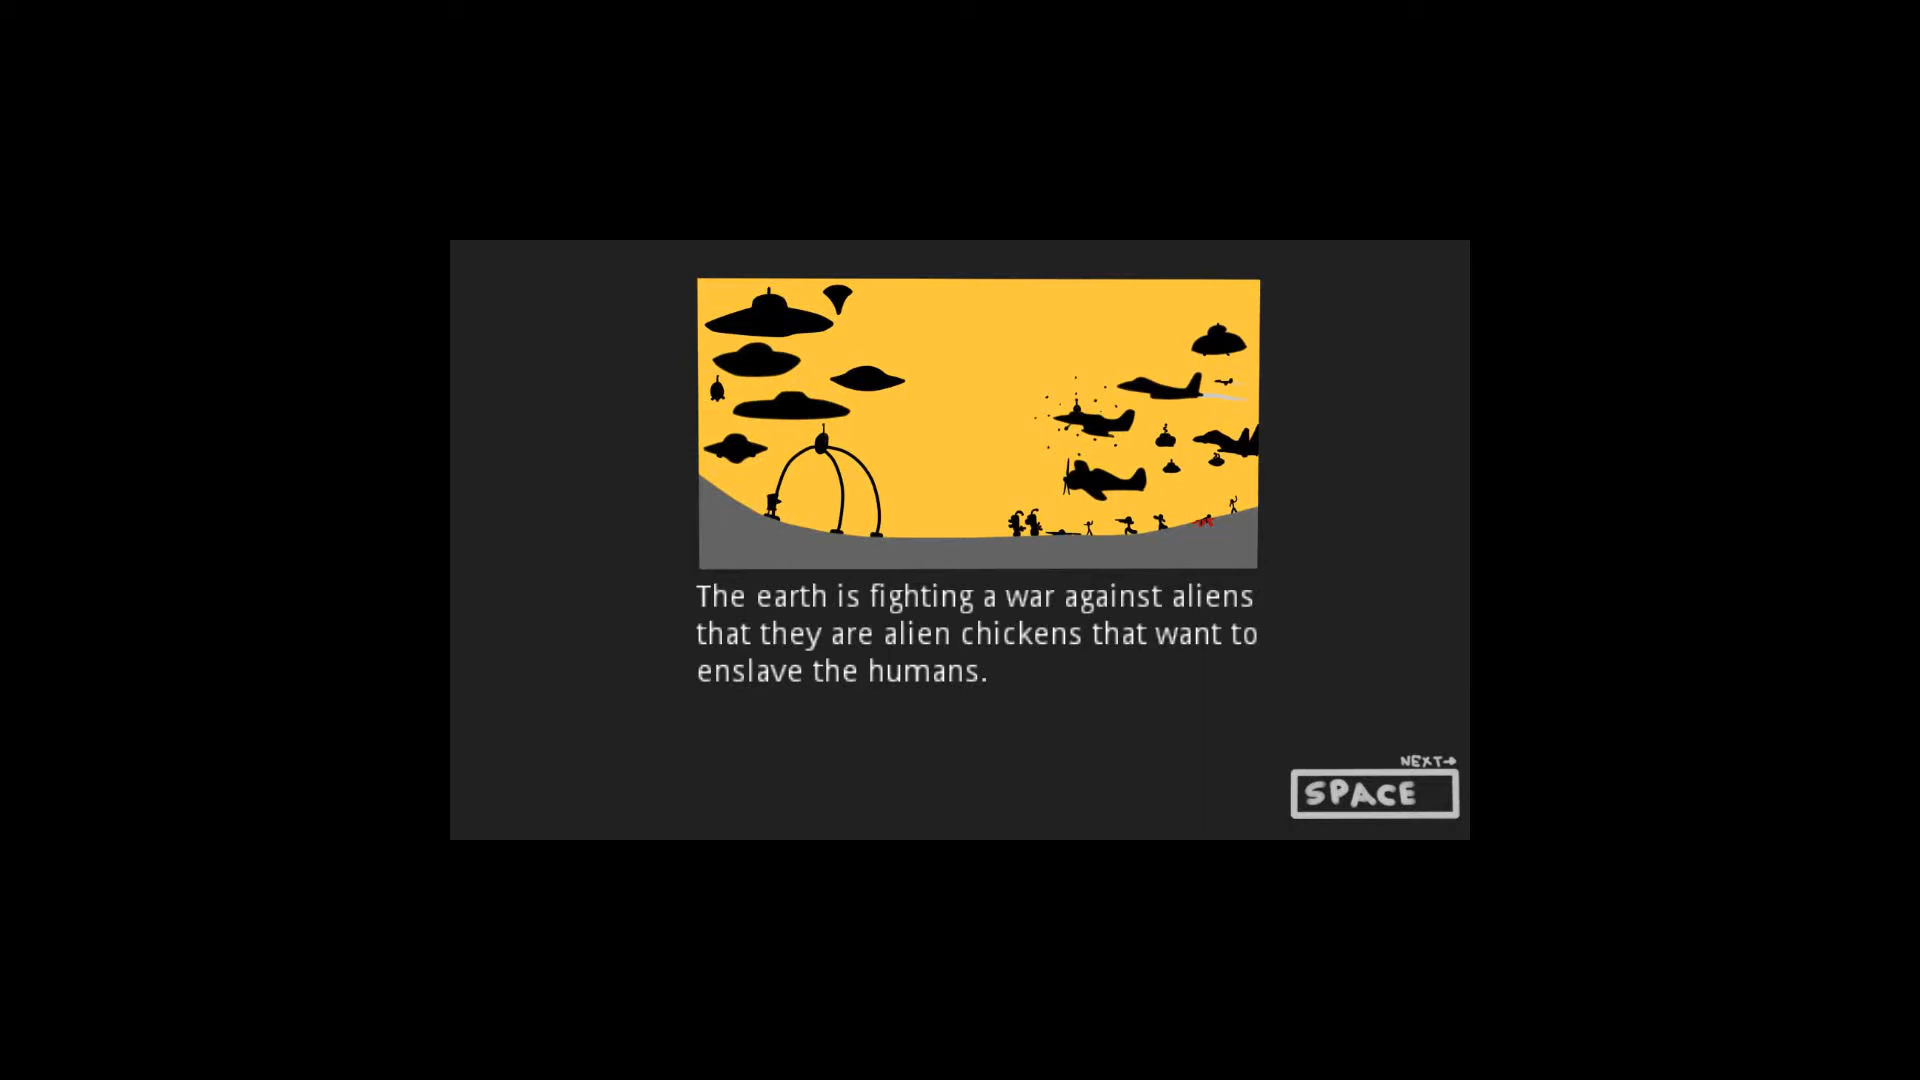 The earth is fighting a war against aliens
that they are alien chickens that want to
enslave the humans.
NEXT→
SPACE